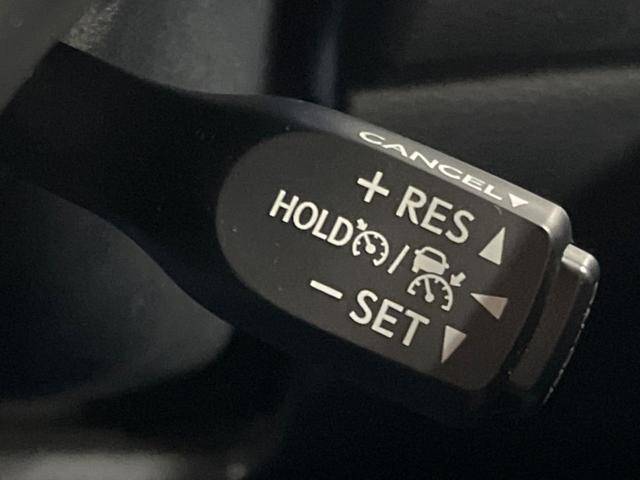 CANCEL▼
+ RES▲
HOLD /
− SET▼